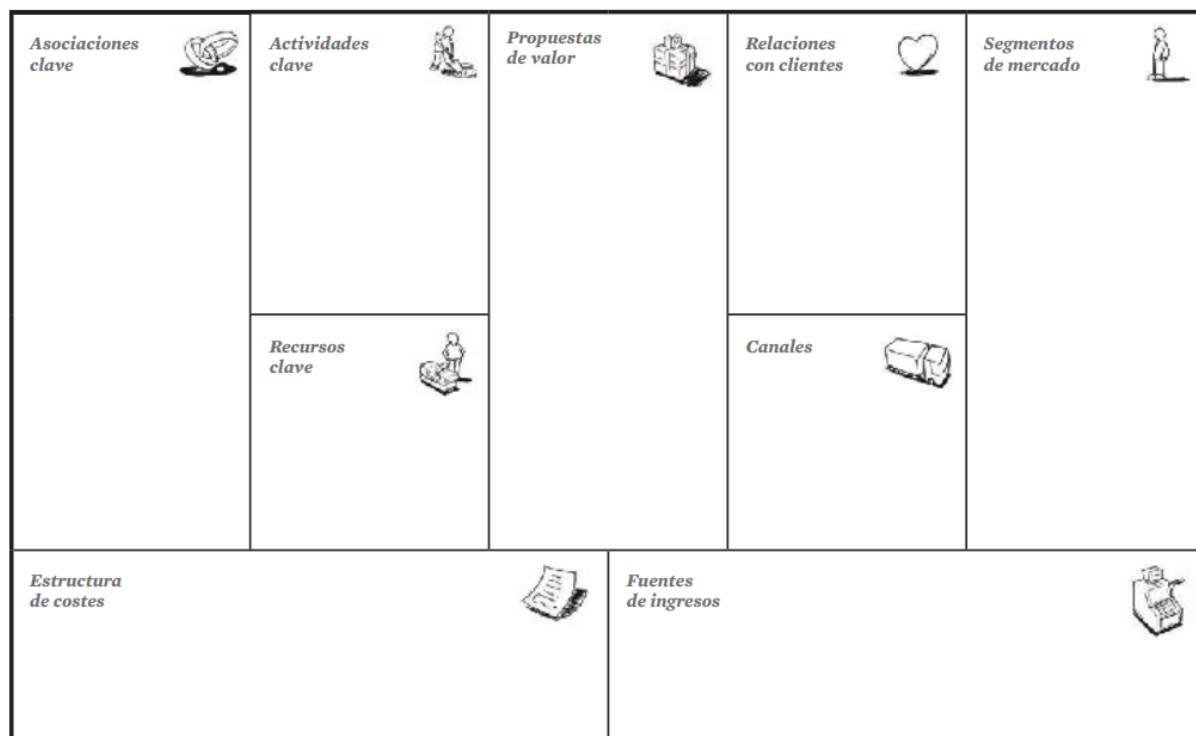 Asociaciones
clave
Actividades
clave
Propuestas
de valor
Relaciones
con clientes
Segmentos
de mercado
Recursos
clave
Canales
Estructura
de costes
Fuentes
de ingresos